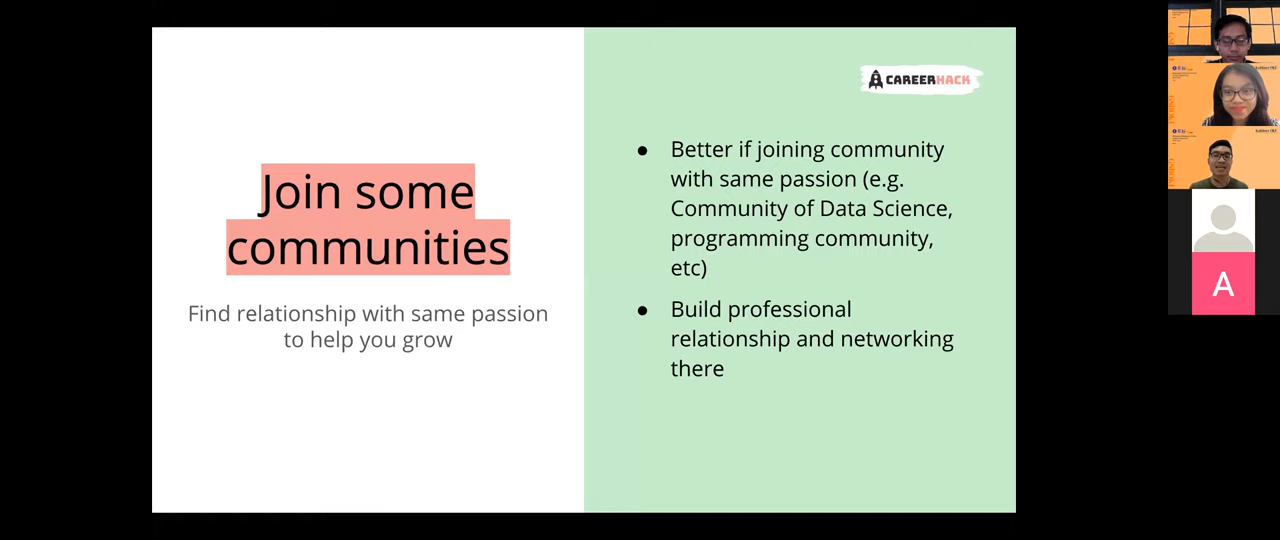 Join some
communities
Find relationship with same passion
to help you grow
CAREERHACK
● Better if joining community
with same passion (e.g.
Community of Data Science,
programming community,
etc)
● Build professional
relationship and networking
there
A